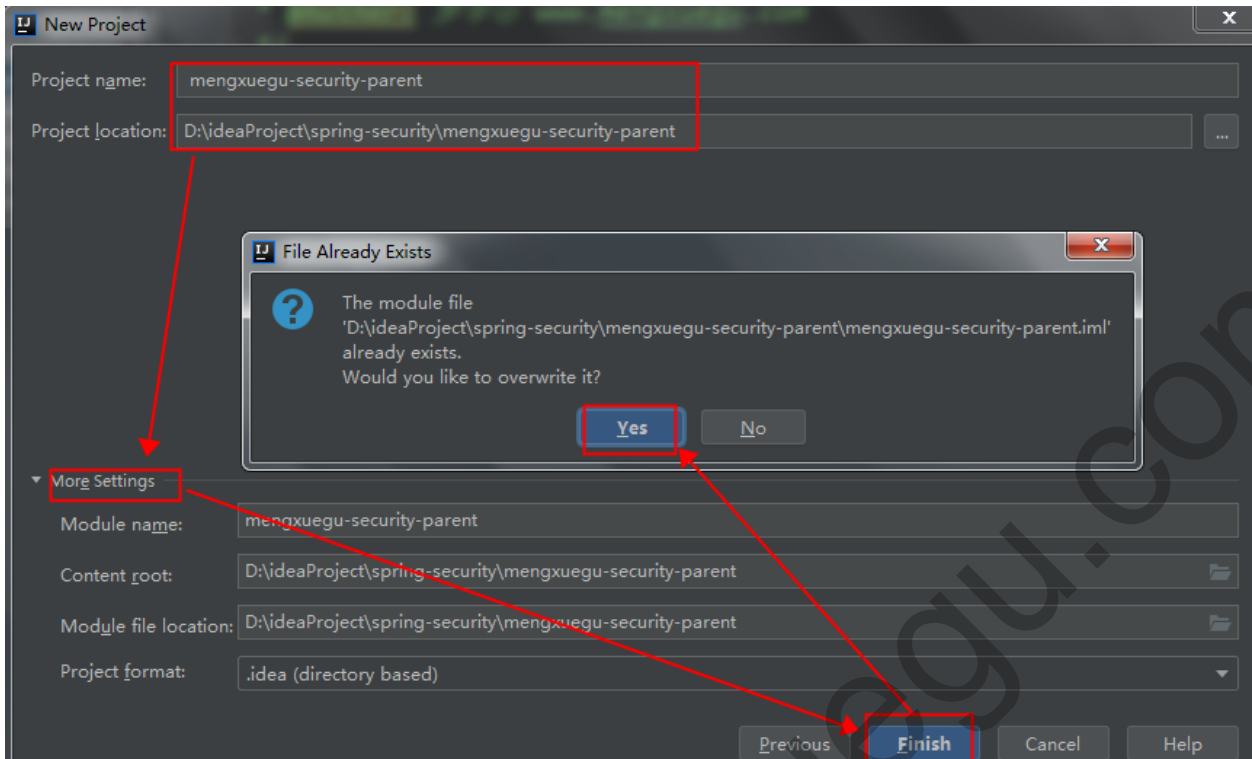 New Project
Project name: mengxuegu-security-parent
Project location: D:\ideaProject\spring-security\mengxuegu-security-parent
...
File Already Exists
The module file
'D:\ideaProject\spring-security\mengxuegu-security-parent\mengxuegu-security-parent.iml'
already exists.
Would you like to overwrite it?
Yes No
More Settings
Module name: mengxuegu-security-parent
Content root: D:\ideaProject\spring-security\mengxuegu-security-parent
Module file location: D:\ideaProject\spring-security\mengxuegu-security-parent
Project format: .idea (directory based)
Previous Finish Cancel Help
egu.com